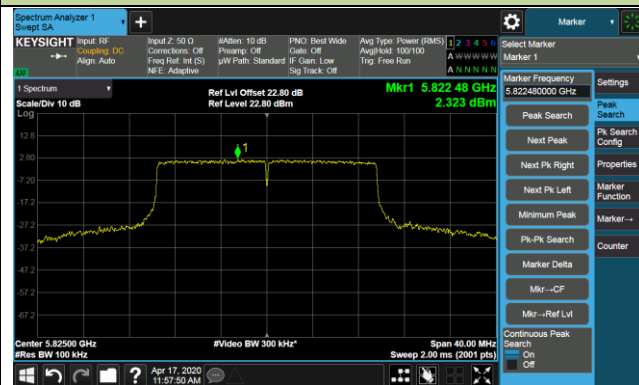 Spectrum Analyzer 1
Swept SA
KEYSIGHT
Input: RF
Coupling: DC
Align: Auto
Input Z: 50 Ω
Corrections: Off
Freq Ref: Int (S)
NFE: Adaptive
#Atten: 10 dB
Preamp: Off
µW Path: Standard
PNO: Best Wide
Gate: Off
IF Gain: Low
Sig Track: Off
Avg Type: Power (RMS)
Avg|Hold: 100/100
Trig: Free Run
1 2 3 4 5 6
A W W W W W
A N N N N N
LXI
1 Spectrum
Scale/Div 10 dB
Log
Ref Lvl Offset 22.80 dB
Ref Level 22.80 dBm
Mkr1 5.822 48 GHz
2.323 dBm
12.8
2.80
-7.20
-17.2
-27.2
-37.2
-47.2
-57.2
-67.2
1
Center 5.82500 GHz
#Res BW 100 kHz
#Video BW 300 kHz*
Span 40.00 MHz
Sweep 2.00 ms (2001 pts)
Apr 17, 2020
11:57:50 AM
Marker
Select Marker
Marker 1
Marker Frequency
5.822480000 GHz
Peak Search
Next Peak
Next Pk Right
Next Pk Left
Minimum Peak
Pk-Pk Search
Marker Delta
Mkr→CF
Mkr→Ref Lvl
Continuous Peak
Search
On
Off
Settings
Peak
Search
Pk Search
Config
Properties
Marker
Function
Marker→
Counter